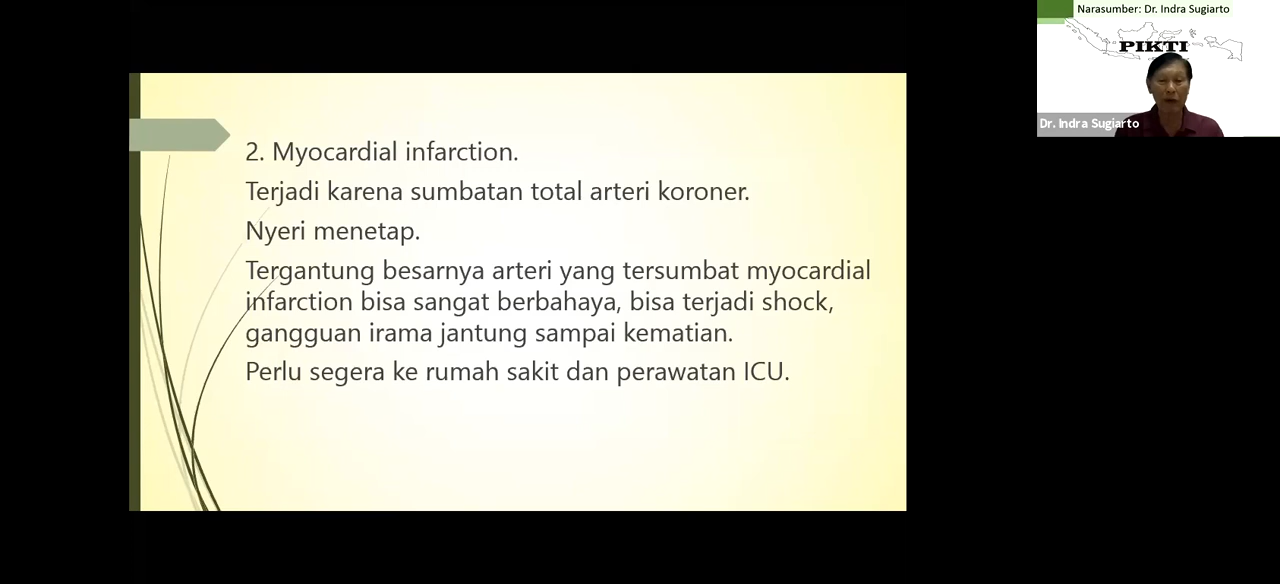 Narasumber: Dr. Indra Sugiarto
PIKTI
Dr. Indra Sugiarto
2. Myocardial infarction.
Terjadi karena sumbatan total arteri koroner.
Nyeri menetap.
Tergantung besarnya arteri yang tersumbat myocardial
infarction bisa sangat berbahaya, bisa terjadi shock,
gangguan irama jantung sampai kematian.
Perlu segera ke rumah sakit dan perawatan ICU.